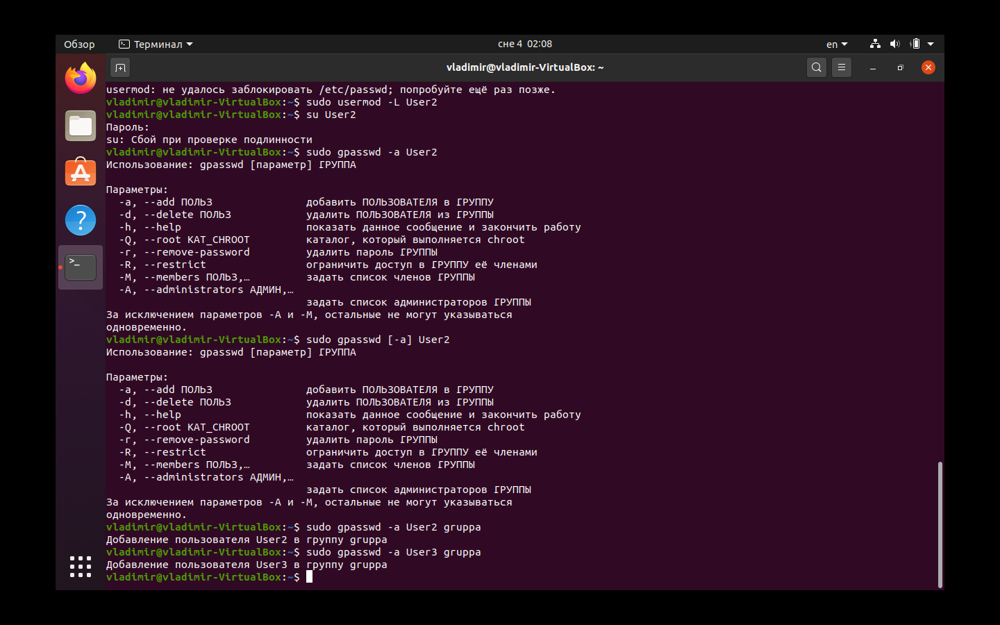 Обзор
Терминал
сне 4 02:08
en
vladimir@vladimir-VirtualBox: ~
usermod: не удалось заблокировать /etc/passwd; попробуйте ещё раз позже.
vladimir@vladimir-VirtualBox:~$ sudo usermod -L User2
vladimir@vladimir-VirtualBox:~$ su User2
Пароль:
su: Сбой при проверке подлинности
vladimir@vladimir-VirtualBox:~$ sudo gpasswd -a User2
Использование: gpasswd [параметр] ГРУППА
Параметры:
-a, --add ПОЛЬЗ добавить ПОЛЬЗОВАТЕЛЯ в ГРУППУ
-d, --delete ПОЛЬЗ удалить ПОЛЬЗОВАТЕЛЯ из ГРУППЫ
-h, --help показать данное сообщение и закончить работу
-Q, --root KAT_CHROOT каталог, который выполняется chroot
-r, --remove-password удалить пароль ГРУППЫ
-R, --restrict ограничить доступ в ГРУППУ её членами
-M, --members ПОЛЬЗ,… задать список членов ГРУППЫ
-A, --administrators АДМИН,…
задать список администраторов ГРУППЫ
За исключением параметров -A и -M, остальные не могут указываться
одновременно.
vladimir@vladimir-VirtualBox:~$ sudo gpasswd [-a] User2
Использование: gpasswd [параметр] ГРУППА
Параметры:
-a, --add ПОЛЬЗ добавить ПОЛЬЗОВАТЕЛЯ в ГРУППУ
-d, --delete ПОЛЬЗ удалить ПОЛЬЗОВАТЕЛЯ из ГРУППЫ
-h, --help показать данное сообщение и закончить работу
-Q, --root KAT_CHROOT каталог, который выполняется chroot
-r, --remove-password удалить пароль ГРУППЫ
-R, --restrict ограничить доступ в ГРУППУ её членами
-M, --members ПОЛЬЗ,… задать список членов ГРУППЫ
-A, --administrators АДМИН,…
задать список администраторов ГРУППЫ
За исключением параметров -A и -M, остальные не могут указываться
одновременно.
vladimir@vladimir-VirtualBox:~$ sudo gpasswd -a User2 gruppa
Добавление пользователя User2 в группу gruppa
vladimir@vladimir-VirtualBox:~$ sudo gpasswd -a User3 gruppa
Добавление пользователя User3 в группу gruppa
vladimir@vladimir-VirtualBox:~$